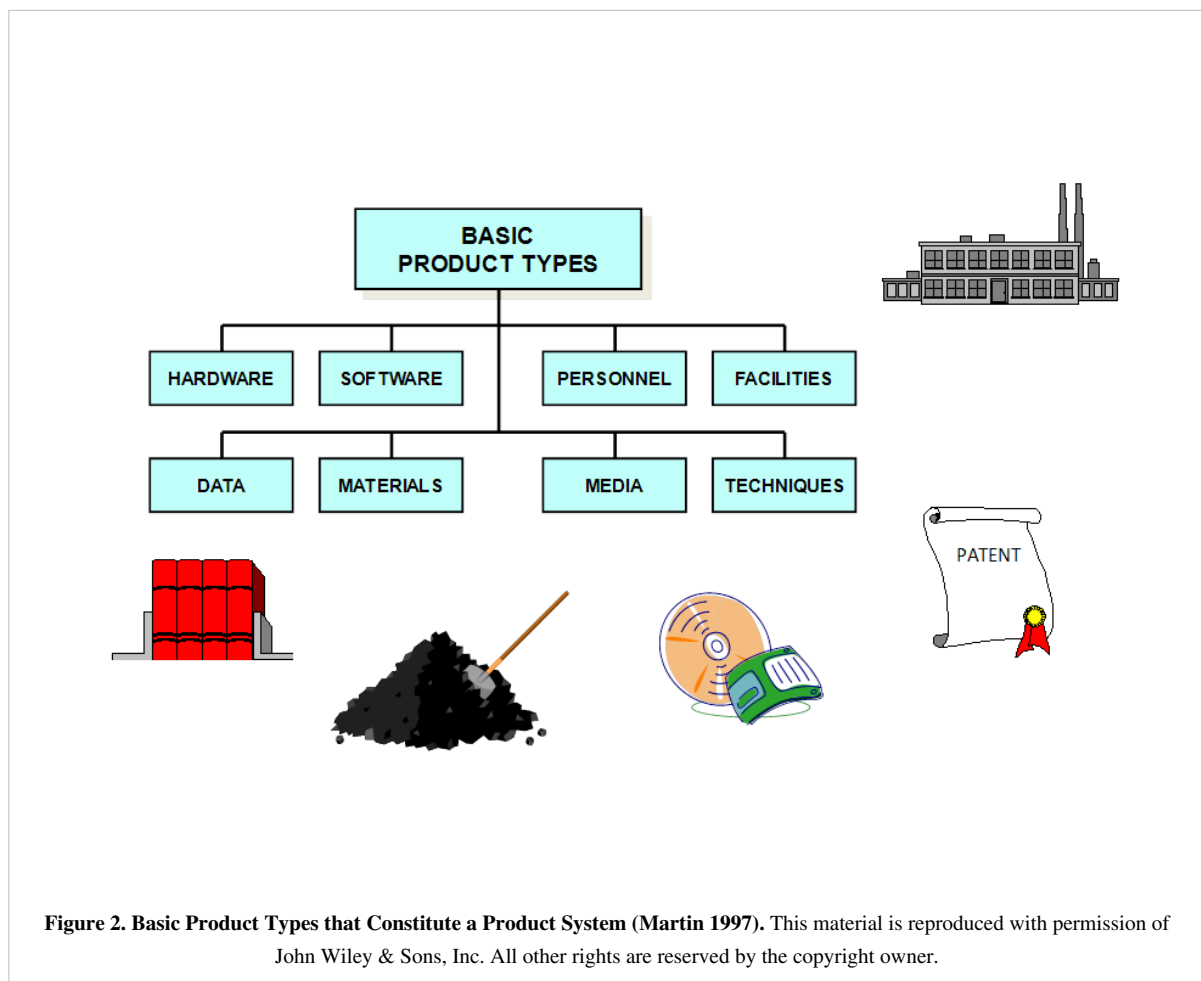 BASIC
PRODUCT TYPES
HARDWARE SOFTWARE PERSONNEL FACILITIES
DATA MATERIALS MEDIA TECHNIQUES
PATENT
Figure 2. Basic Product Types that Constitute a Product System (Martin 1997). This material is reproduced with permission of
John Wiley & Sons, Inc. All other rights are reserved by the copyright owner.